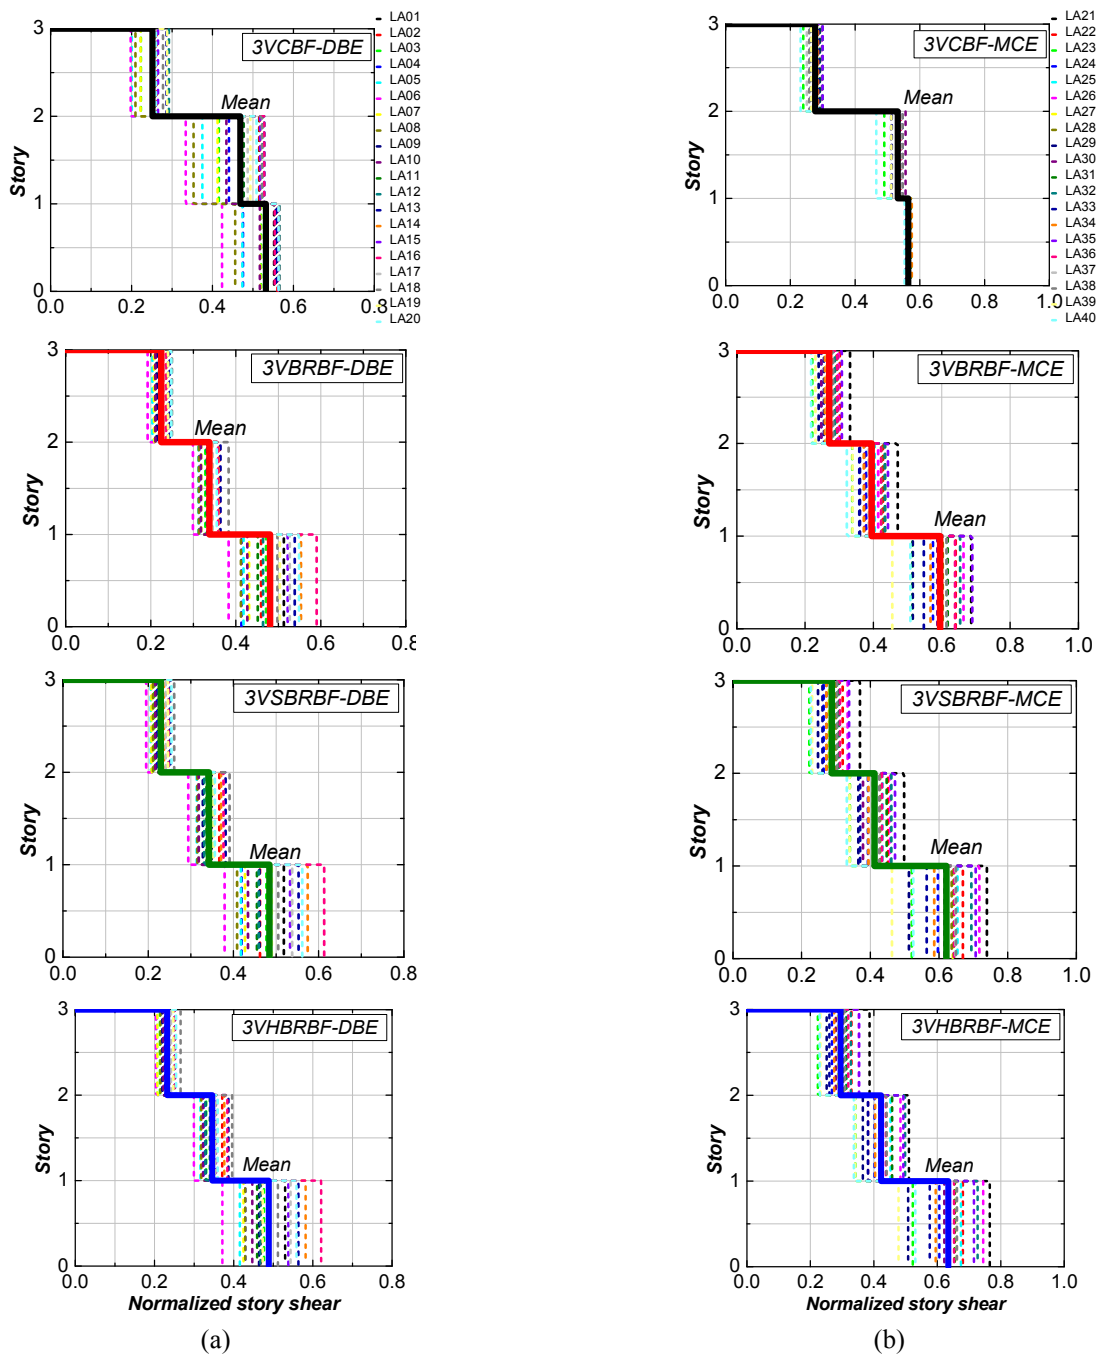 3VCBF-DBE
Mean
Story
3
2
1
0
0.0 0.2 0.4 0.6 0.8
LA01
LA02
LA03
LA04
LA05
LA06
LA07
LA08
LA09
LA10
LA11
LA12
LA13
LA14
LA15
LA16
LA17
LA18
LA19
LA20
3VCBF-MCE
Mean
Story
3
2
1
0
0.0 0.2 0.4 0.6 0.8 1.0
LA21
LA22
LA23
LA24
LA25
LA26
LA27
LA28
LA29
LA30
LA31
LA32
LA33
LA34
LA35
LA36
LA37
LA38
LA39
LA40
3VBRBF-DBE
Mean
Story
3
2
1
0
0.0 0.2 0.4 0.6 0.8
3VBRBF-MCE
Mean
Story
3
2
1
0
0.0 0.2 0.4 0.6 0.8 1.0
3VSBRBF-DBE
Mean
Story
3
2
1
0
0.0 0.2 0.4 0.6 0.8
3VSBRBF-MCE
Mean
Story
3
2
1
0
0.0 0.2 0.4 0.6 0.8 1.0
3VHBRBF-DBE
Mean
Story
3
2
1
0
0.0 0.2 0.4 0.6 0.8
Normalized story shear
(a)
3VHBRBF-MCE
Mean
Story
3
2
1
0
0.0 0.2 0.4 0.6 0.8 1.0
Normalized story shear
(b)